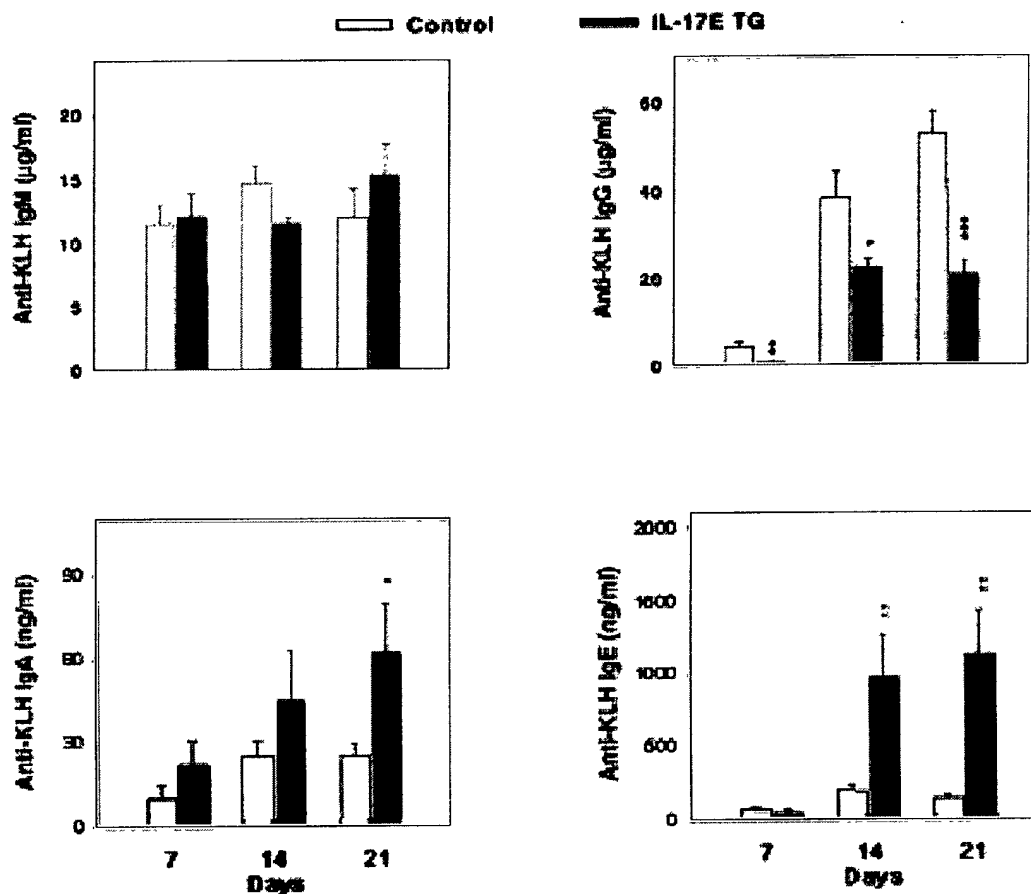 Control IL-17E TG
Anti-KLH IgM (µg/ml)
20
15
10
5
0
Anti-KLH IgG (µg/ml)
60
40
20
0
*
***
Anti-KLH IgA (ng/ml)
90
60
30
0
*
7 14 21
Days
Anti-KLH IgE (ng/ml)
2000
1500
1000
500
0
**
**
7 14 21
Days